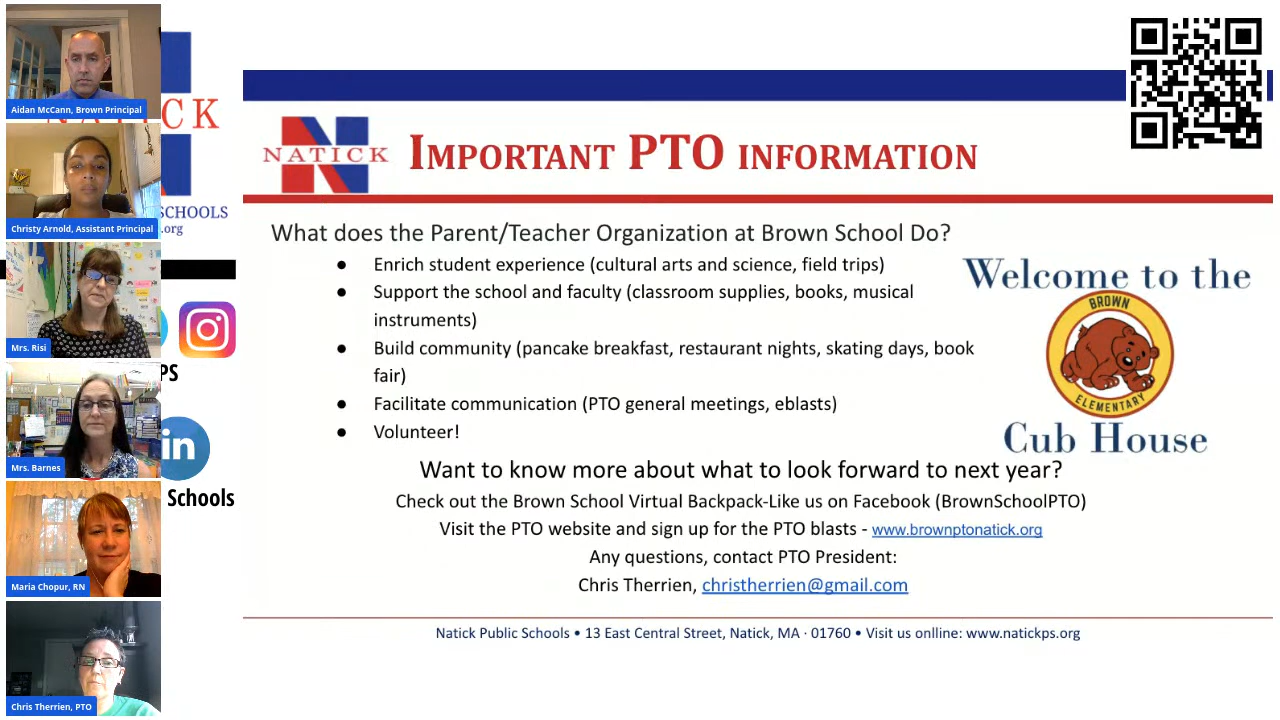 Aidan McCann, Brown Principal
Christy Arnold, Assistant Principal
Mrs. Risi
Mrs. Barnes
Maria Chopur, RN
Chris Therrien, PTO
CK
SCHOOLS
.org
PS
in
Schools
NATICK
IMPORTANT PTO INFORMATION
What does the Parent/Teacher Organization at Brown School Do?
● Enrich student experience (cultural arts and science, field trips)
● Support the school and faculty (classroom supplies, books, musical
instruments)
● Build community (pancake breakfast, restaurant nights, skating days, book
fair)
● Facilitate communication (PTO general meetings, eblasts)
● Volunteer!
Welcome to the
BROWN
ELEMENTARY
Cub House
Want to know more about what to look forward to next year?
Check out the Brown School Virtual Backpack-Like us on Facebook (BrownSchoolPTO)
Visit the PTO website and sign up for the PTO blasts - www.brownptonatick.org
Any questions, contact PTO President:
Chris Therrien, christherrien@gmail.com
Natick Public Schools • 13 East Central Street, Natick, MA · 01760 • Visit us onlline: www.natickps.org